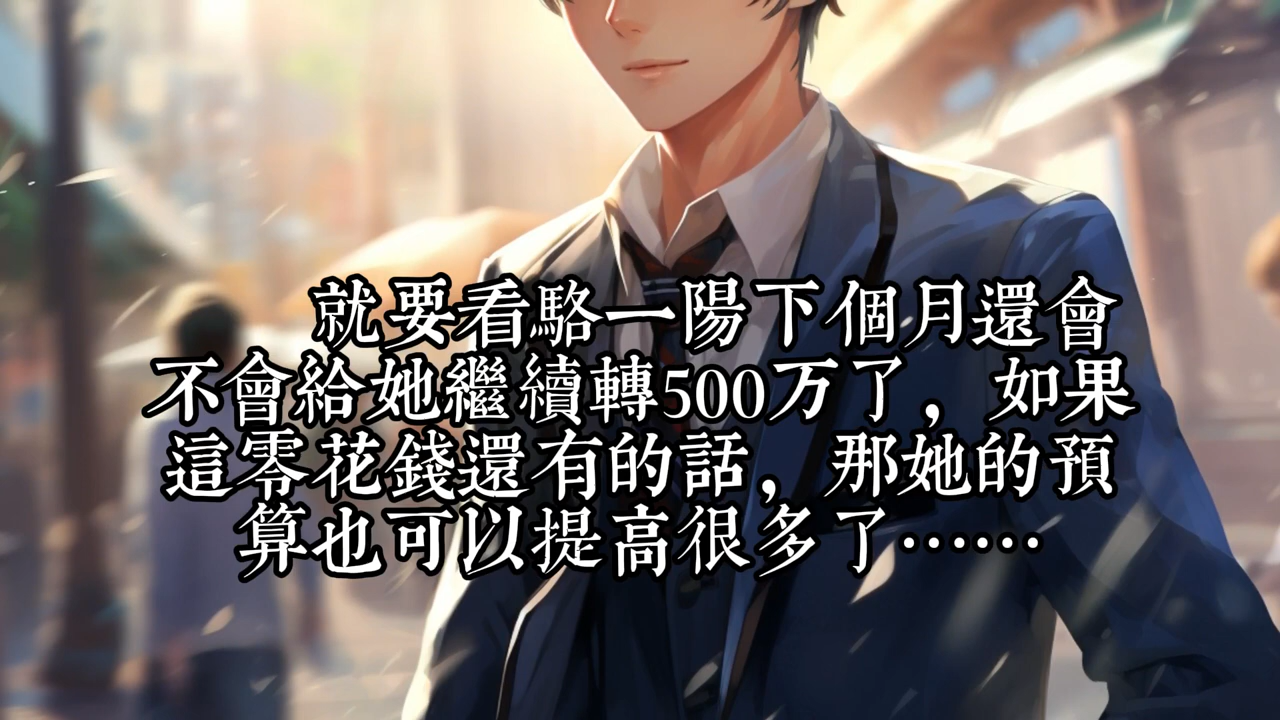 就要看駱一陽下個月還會
不會給她繼續轉500万了，如果
這零花錢還有的話，那她的預
算也可以提高很多了……